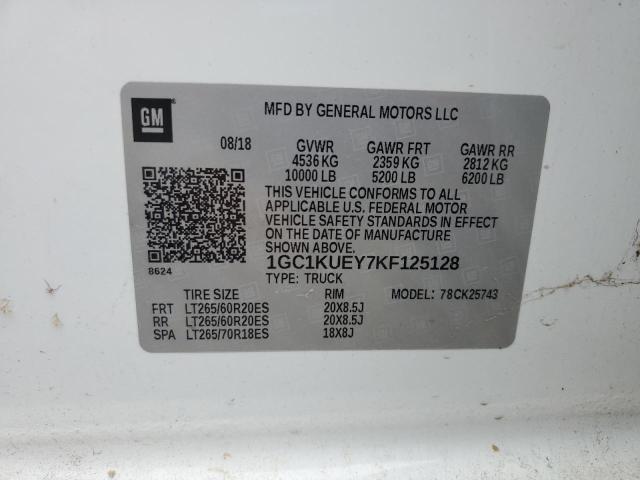 GM
MFD BY GENERAL MOTORS LLC
08/18 GVWR GAWR FRT GAWR RR
4536 KG 2359 KG 2812 KG
10000 LB 5200 LB 6200 LB
THIS VEHICLE CONFORMS TO ALL
APPLICABLE U.S. FEDERAL MOTOR
VEHICLE SAFETY STANDARDS IN EFFECT
ON THE DATE OF MANUFACTURE
SHOWN ABOVE.
8624 1GC1KUEY7KF125128
TYPE: TRUCK
TIRE SIZE RIM MODEL: 78CK25743
FRT LT265/60R20ES 20X8.5J
RR LT265/60R20ES 20X8.5J
SPA LT265/70R18ES 18X8J